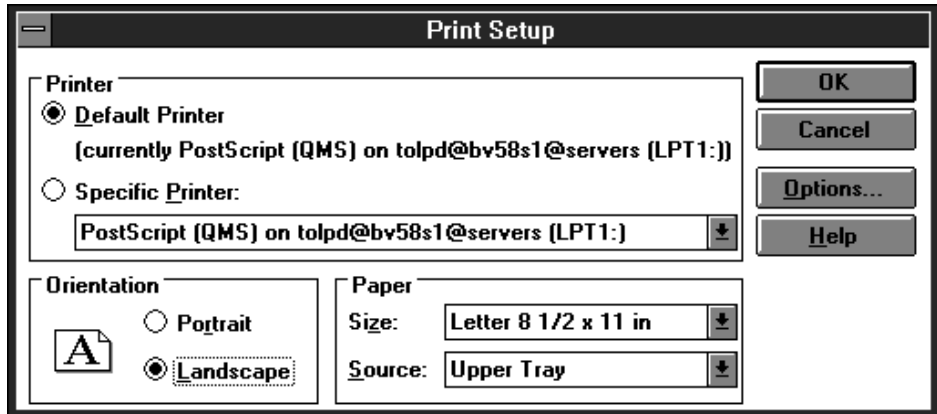 Print Setup
Printer
Default Printer
(currently PostScript (QMS) on tolpd@bv58s1@servers (LPT1:))
Specific Printer:
PostScript (QMS) on tolpd@bv58s1@servers (LPT1:)
OK
Cancel
Options...
Help
Orientation
A
Portrait
Landscape
Paper
Size: Letter 8 1/2 x 11 in
Source: Upper Tray